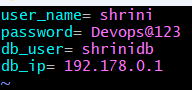 user_name= shrini
password= Devops@123
db_user= shrinidb
db_ip= 192.178.0.1
~